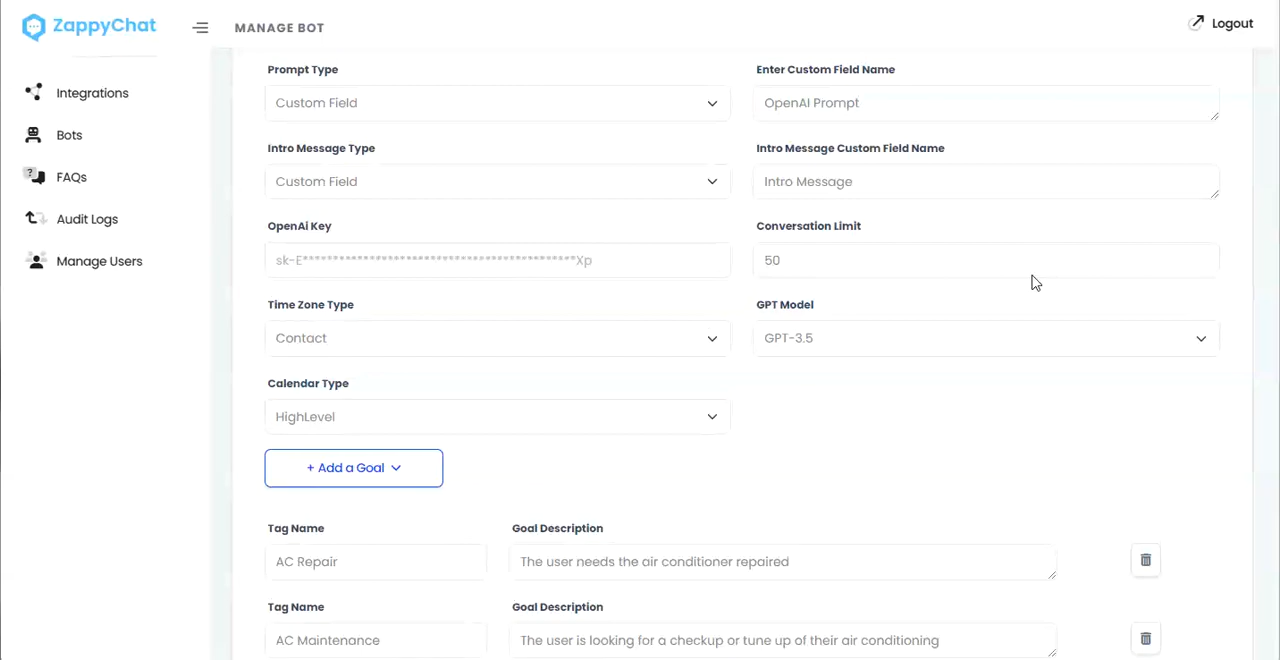 ZappyChat
MANAGE BOT
Logout
Integrations
Bots
FAQs
Audit Logs
Manage Users
Prompt Type
Enter Custom Field Name
Custom Field
OpenAI Prompt
Intro Message Type
Intro Message Custom Field Name
Custom Field
Intro Message
OpenAi Key
Conversation Limit
50
Time Zone Type
GPT Model
Contact
GPT-3.5
Calendar Type
HighLevel
+ Add a Goal
Tag Name
Goal Description
AC Repair
The user needs the air conditioner repaired
Tag Name
Goal Description
AC Maintenance
The user is looking for a checkup or tune up of their air conditioning